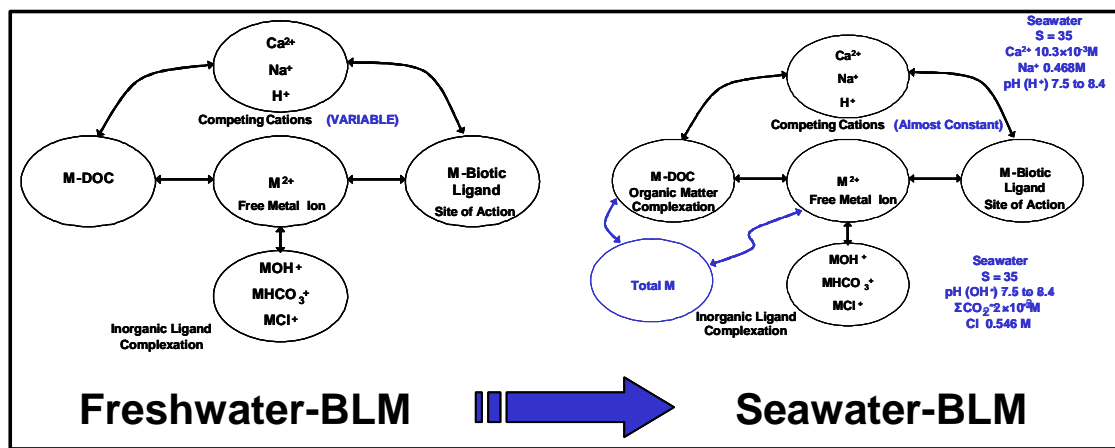 Ca²⁺
Na⁺
H⁺
Competing Cations (VARIABLE)
M-DOC
M²⁺
Free Metal Ion
M-Biotic
Ligand
Site of Action
MOH⁺
MHCO₃⁺
MCl⁺
Inorganic Ligand
Complexation
Freshwater-BLM
Seawater
S = 35
Ca²⁺ 10.3×10⁻³M
Na⁺ 0.468M
pH (H⁺) 7.5 to 8.4
Ca²⁺
Na⁺
H⁺
Competing Cations (Almost Constant)
M-DOC
Organic Matter
Complexation
M²⁺
Free Metal Ion
M-Biotic
Ligand
Site of Action
Total M
MOH⁺
MHCO₃⁺
MCl⁺
Inorganic Ligand
Complexation
Seawater
S = 35
pH (OH⁻) 7.5 to 8.4
ΣCO₂ 2×10⁻³M
Cl 0.546 M
Seawater-BLM